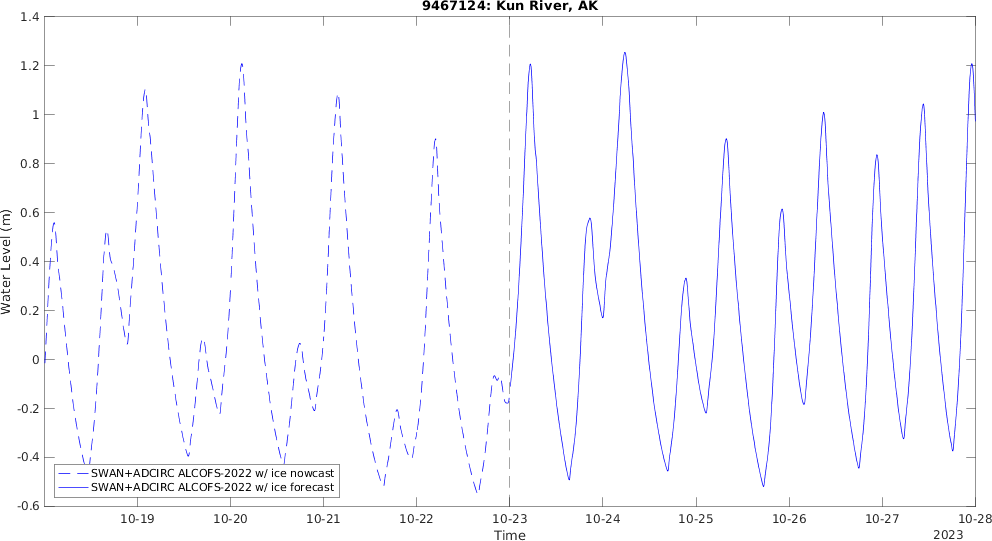 9467124: Kun River, AK
Water Level (m)
1.4
1.2
1
0.8
0.6
0.4
0.2
0
-0.2
-0.4
-0.6
SWAN+ADCIRC ALCOFS-2022 w/ ice nowcast
SWAN+ADCIRC ALCOFS-2022 w/ ice forecast
10-19 10-20 10-21 10-22 10-23 10-24 10-25 10-26 10-27 10-28
Time
2023